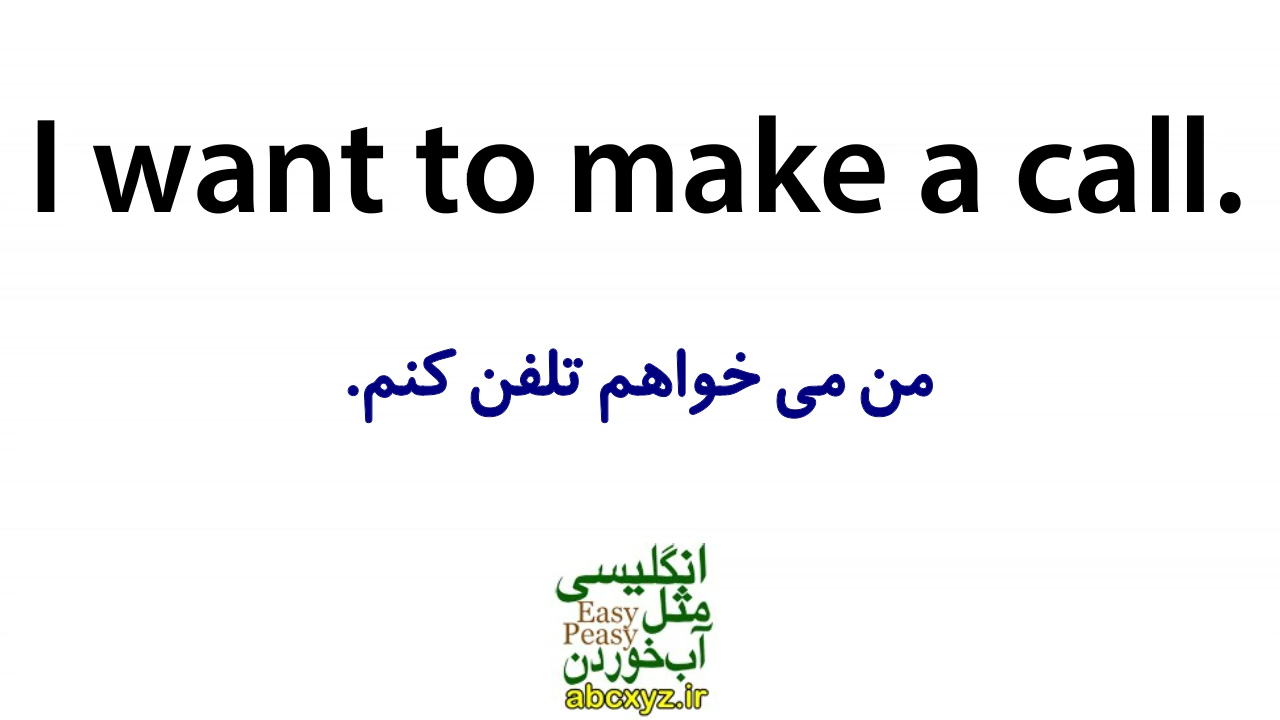 I want to make a call.
من می خواهم تلفن کنم.
انگلیسی
مثل Easy
Peasy
آب خوردن
abcxyz.ir